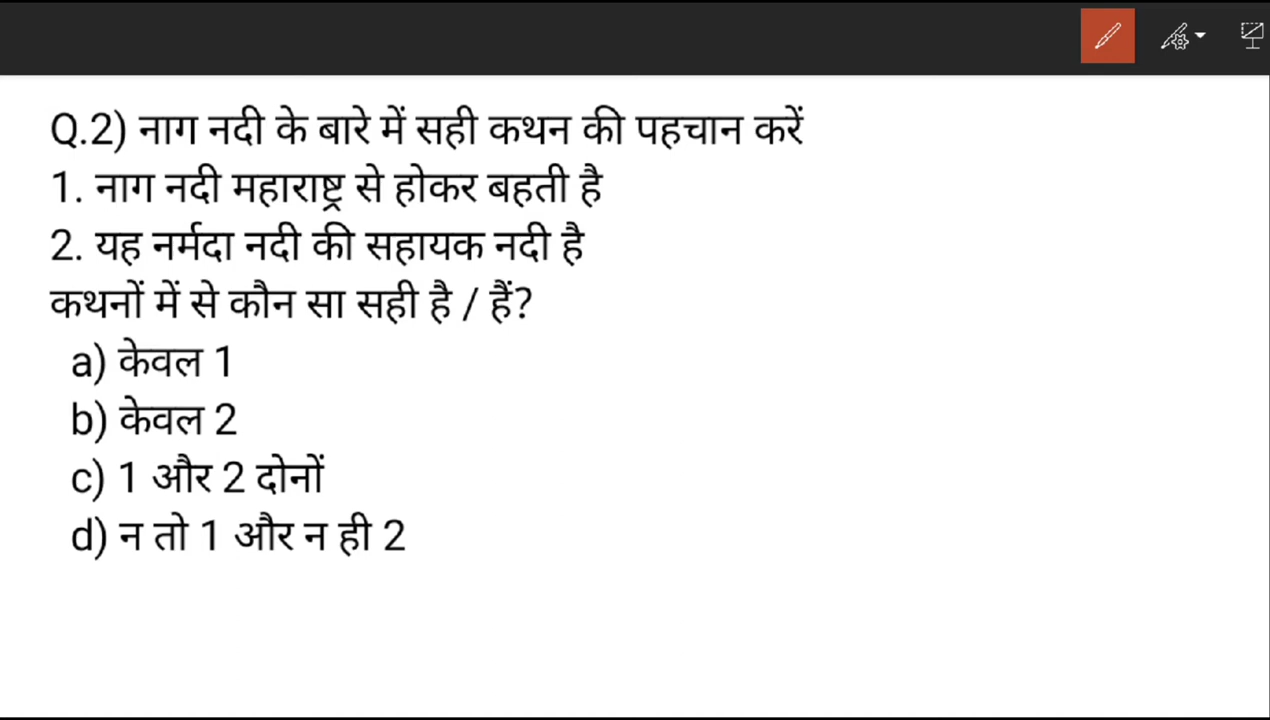 Q.2) नाग नदी के बारे में सही कथन की पहचान करें
1. नाग नदी महाराष्ट्र से होकर बहती है
2. यह नर्मदा नदी की सहायक नदी है
कथनों में से कौन सा सही है / हैं?
a) केवल 1
b) केवल 2
c) 1 और 2 दोनों
d) न तो 1 और न ही 2